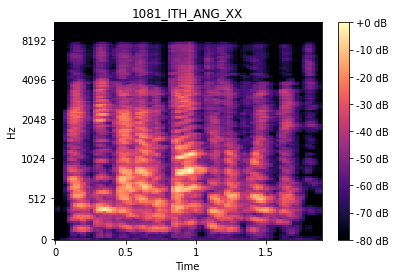 1081_ITH_ANG_XX
+0 dB
8192
-10 dB
4096
-20 dB
-30 dB
2048
Hz
-40 dB
1024
-50 dB
512
-60 dB
-70 dB
0
-80 dB
0
0.5
1
1.5
Time